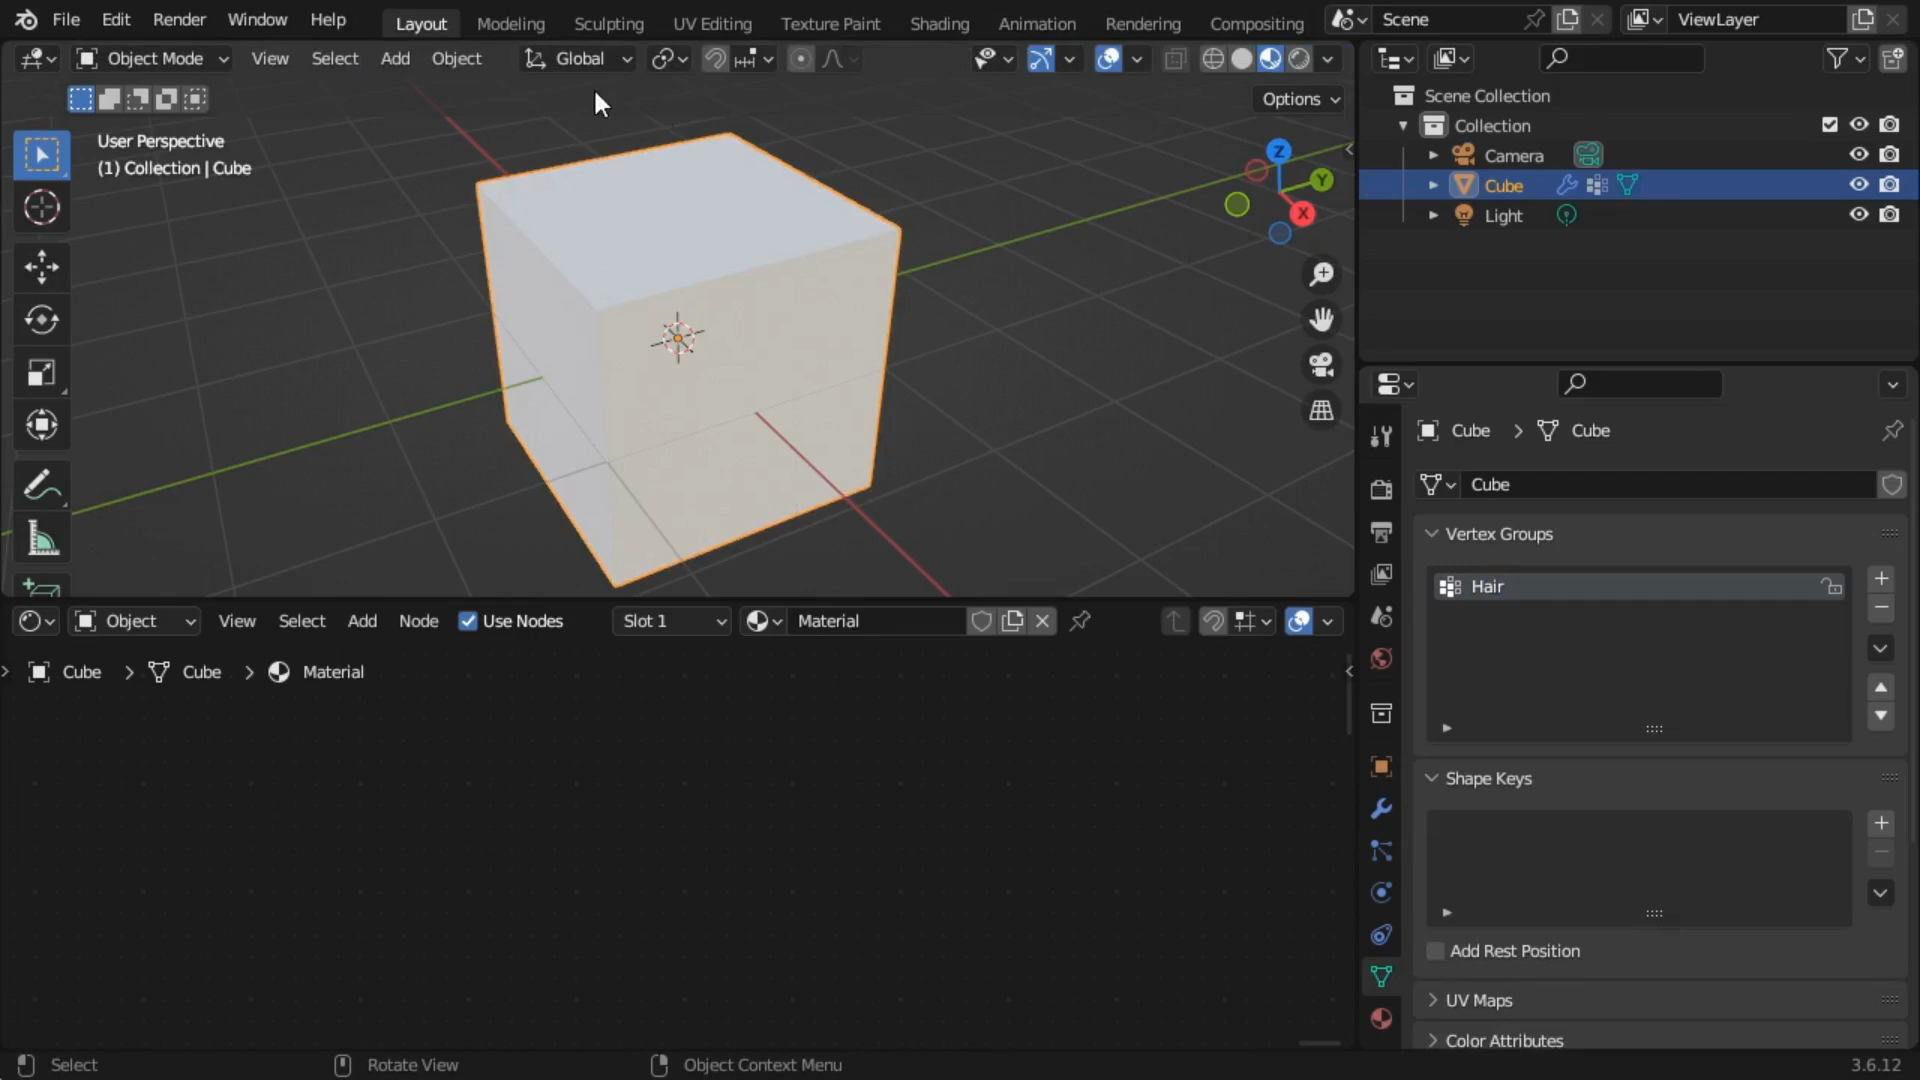 File Edit Render Window Help Layout Modeling Sculpting UV Editing Texture Paint Shading Animation Rendering Compositing Scene ViewLayer
Object Mode View Select Add Object Global
Options
User Perspective
(1) Collection | Cube
Z
Y
X
Scene Collection
Collection
Camera
Cube
Light
Cube Cube
Cube
Vertex Groups
Hair
Shape Keys
Add Rest Position
UV Maps
Color Attributes
Object View Select Add Node Use Nodes Slot 1 Material
Cube Cube Material
Select Rotate View Object Context Menu 3.6.12